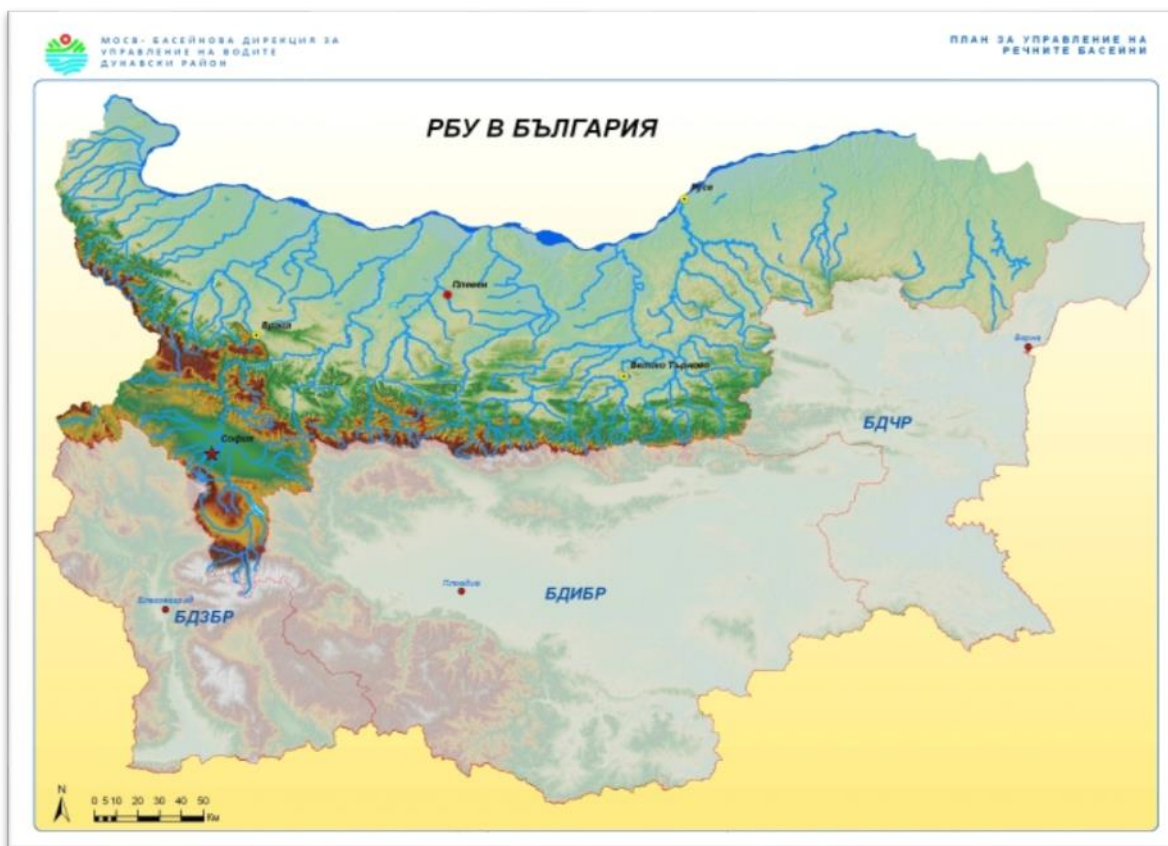 МОСВ- БАСЕЙНОВА ДИРЕКЦИЯ ЗА
УПРАВЛЕНИЕ НА ВОДИТЕ
ДУНАВСКИ РАЙОН
ПЛАН ЗА УПРАВЛЕНИЕ НА
РЕЧНИТЕ БАСЕЙНИ
РБУ В БЪЛГАРИЯ
Русе
Плевен
Враца
Варна
Велико Търново
БДЧР
София
Пловдив
БДИБР
Благоевград
БДЗБР
N
0 5 10 20 30 40 50
Км